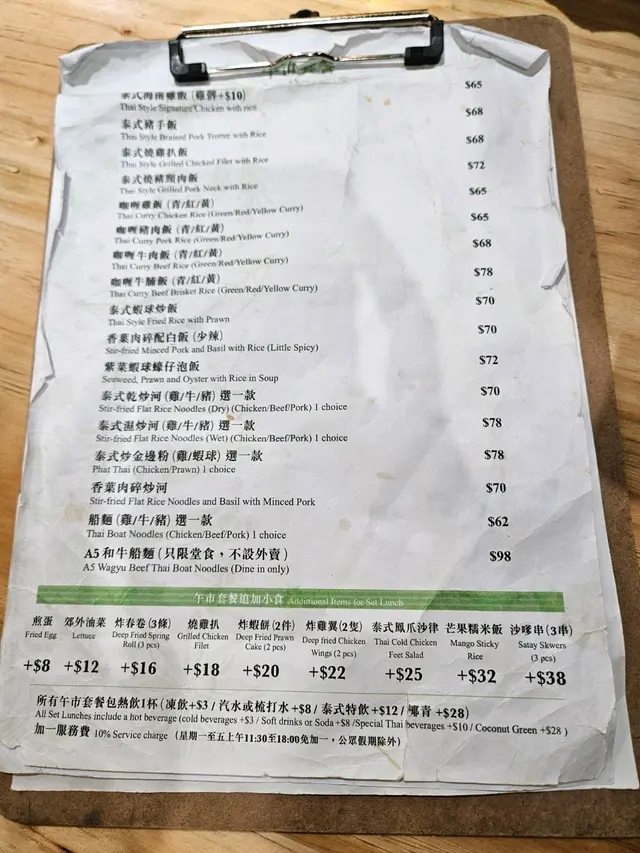 泰式海南雞飯 (雞髀+$10) $65
Thai Style Signature Chicken with rice
泰式豬手飯 $68
Thai Style Braised Pork Trotter with Rice
泰式燒雞扒飯 $68
Thai Style Grilled Chicked Filet with Rice
泰式燒豬頸肉飯 $72
Thai Style Grilled Pork Neck with Rice
咖喱雞飯 (青/紅/黃) $65
Thai Curry Chicken Rice (Green/Red/Yellow Curry)
咖喱豬肉飯 (青/紅/黃) $65
Thai Curry Pork Rice (Green/Red/Yellow Curry)
咖喱牛肉飯 (青/紅/黃) $68
Thai Curry Beef Rice (Green/Red/Yellow Curry)
咖喱牛腩飯 (青/紅/黃) $78
Thai Curry Beef Brisket Rice (Green/Red/Yellow Curry)
泰式蝦球炒飯 $70
Thai Style Fried Rice with Prawn
香葉肉碎配白飯 (少辣) $70
Stir-fried Minced Pork and Basil with Rice (Little Spicy)
紫菜蝦球蠔仔泡飯 $72
Seaweed, Prawn and Oyster with Rice in Soup
泰式乾炒河 (雞/牛/豬) 選一款 $70
Stir-fried Flat Rice Noodles (Dry) (Chicken/Beef/Pork) 1 choice
泰式濕炒河 (雞/牛/豬) 選一款 $78
Stir-fried Flat Rice Noodles (Wet) (Chicken/Beef/Pork) 1 choice
泰式炒金邊粉 (雞/蝦球) 選一款 $78
Phat Thai (Chicken/Prawn) 1 choice
香葉肉碎炒河 $70
Stir-fried Flat Rice Noodles and Basil with Minced Pork
船麵 (雞/牛/豬) 選一款 $62
Thai Boat Noodles (Chicken/Beef/Pork) 1 choice
A5 和牛船麵 (只限堂食，不設外賣) $98
A5 Wagyu Beef Thai Boat Noodles (Dine in only)
午市套餐追加小食 Additional Items for Set Lunch
煎蛋 郊外油菜 炸春卷 (3條) 燒雞扒 炸蝦餅 (2件) 炸雞翼 (2隻) 泰式鳳爪沙律 芒果糯米飯 沙嗲串 (3串)
Fried Egg Lettuce Deep Fried Spring Grilled Chicken Deep Fried Prawn Deep fried Chicken Thai Cold Chicken Mango Sticky Satay Skwers
Roll (3 pcs) Filet Cake (2 pcs) Wings (2 pcs) Feet Salad Rice (3 pcs)
+$8 +$12 +$16 +$18 +$20 +$22 +$25 +$32 +$38
所有午市套餐包熱飲1杯 (凍飲+$3 / 汽水或梳打水 +$8 / 泰式特飲+$12 / 椰青 +$28)
All Set Lunches include a hot beverage (cold beverages +$3 / Soft drinks or Soda +$8 /Special Thai beverages +$10 / Coconut Green +$28 )
加一服務費 10% Service charge (星期一至五上午11:30至18:00免加一，公眾假期除外)